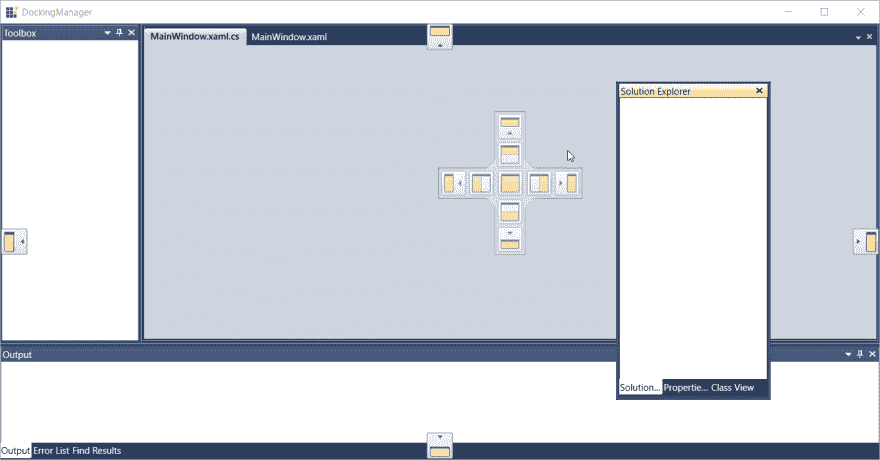 DockingManager
Toolbox
MainWindow.xaml.cs MainWindow.xaml
Solution Explorer
Solution... Propertie... Class View
Output
Output Error List Find Results